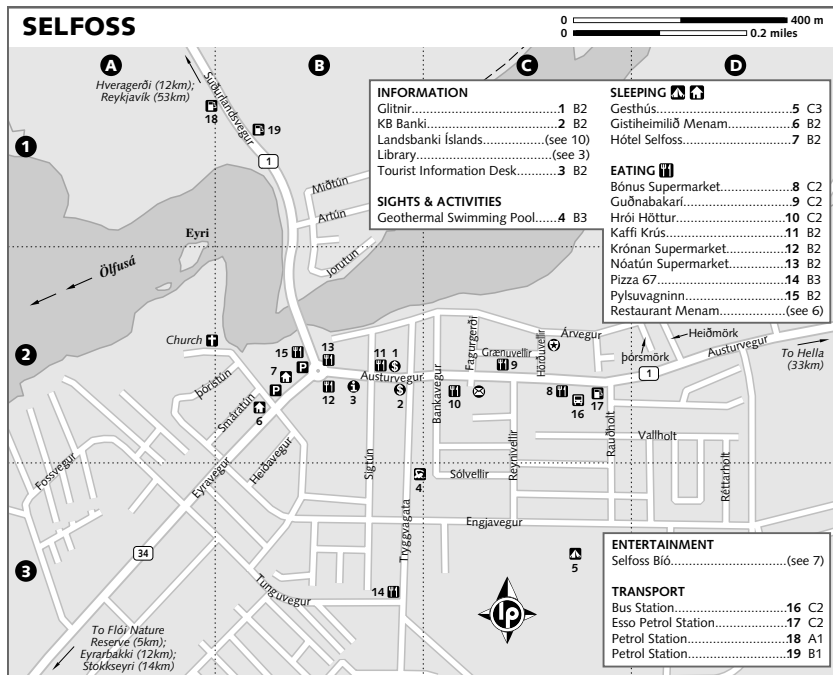 SELFOSS
0 400 m
0 0.2 miles
A
B
C
D
1
2
3
Hveragerði (12km);
Reykjavík (53km)
Suðurlandsvegur
18
19
1
INFORMATION
Glitnir 1 B2
KB Banki 2 B2
Landsbanki Íslands (see 10)
Library (see 3)
Tourist Information Desk 3 B2
SIGHTS & ACTIVITIES
Geothermal Swimming Pool 4 B3
SLEEPING
Gesthús 5 C3
Gistiheimilið Menam 6 B2
Hótel Selfoss 7 B2
EATING
Bónus Supermarket 8 C2
Guðnabakarí 9 C2
Hrói Höttur 10 C2
Kaffi Krús 11 B2
Krónan Supermarket 12 B2
Nóatún Supermarket 13 B2
Pizza 67 14 B3
Pylsuvagninn 15 B2
Restaurant Menam (see 6)
Miðtún
Artún
Jorutun
Eyri
Ölfusá
Church
15
13
11 1
7
P
P
6
12
3
2
10
9
8
16
17
Þóristún
Smáratún
Austurvegur
Bankavegur
Fagurgerði
Grænuvellir
Hörðuvellir
Árvegur
Þórsmörk
Heiðmörk
Austurvegur
To Hella
(33km)
1
Fossvegur
Eyravegur
Heiðavegur
Sigtún
Tryggvagata
4
Sólvellir
Reynivellir
Rauðholt
Vallholt
Réttarholt
Engjavegur
34
Tunguvegur
14
5
lp
To Flói Nature
Reserve (5km);
Eyrarbakki (12km);
Stokkseyri (14km)
ENTERTAINMENT
Selfoss Bíó (see 7)
TRANSPORT
Bus Station 16 C2
Esso Petrol Station 17 C2
Petrol Station 18 A1
Petrol Station 19 B1